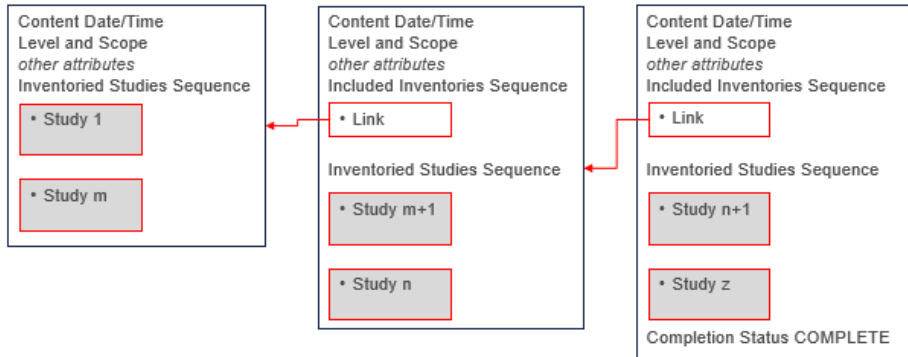 Content Date/Time
Level and Scope
other attributes
Inventoried Studies Sequence
• Study 1
• Study m
Content Date/Time
Level and Scope
other attributes
Included Inventories Sequence
• Link
Inventoried Studies Sequence
• Study m+1
• Study n
Content Date/Time
Level and Scope
other attributes
Included Inventories Sequence
• Link
Inventoried Studies Sequence
• Study n+1
• Study z
Completion Status COMPLETE